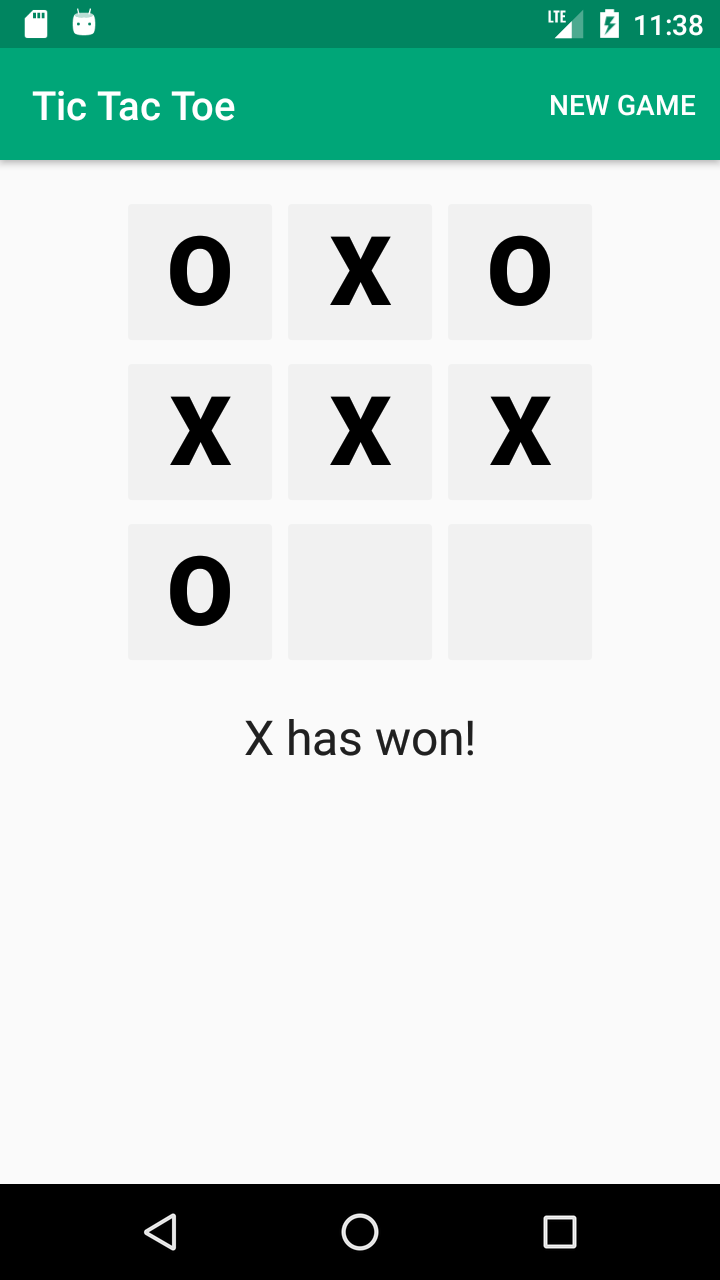 LTE 11:38
Tic Tac Toe NEW GAME
O X O
X X X
O
X has won!